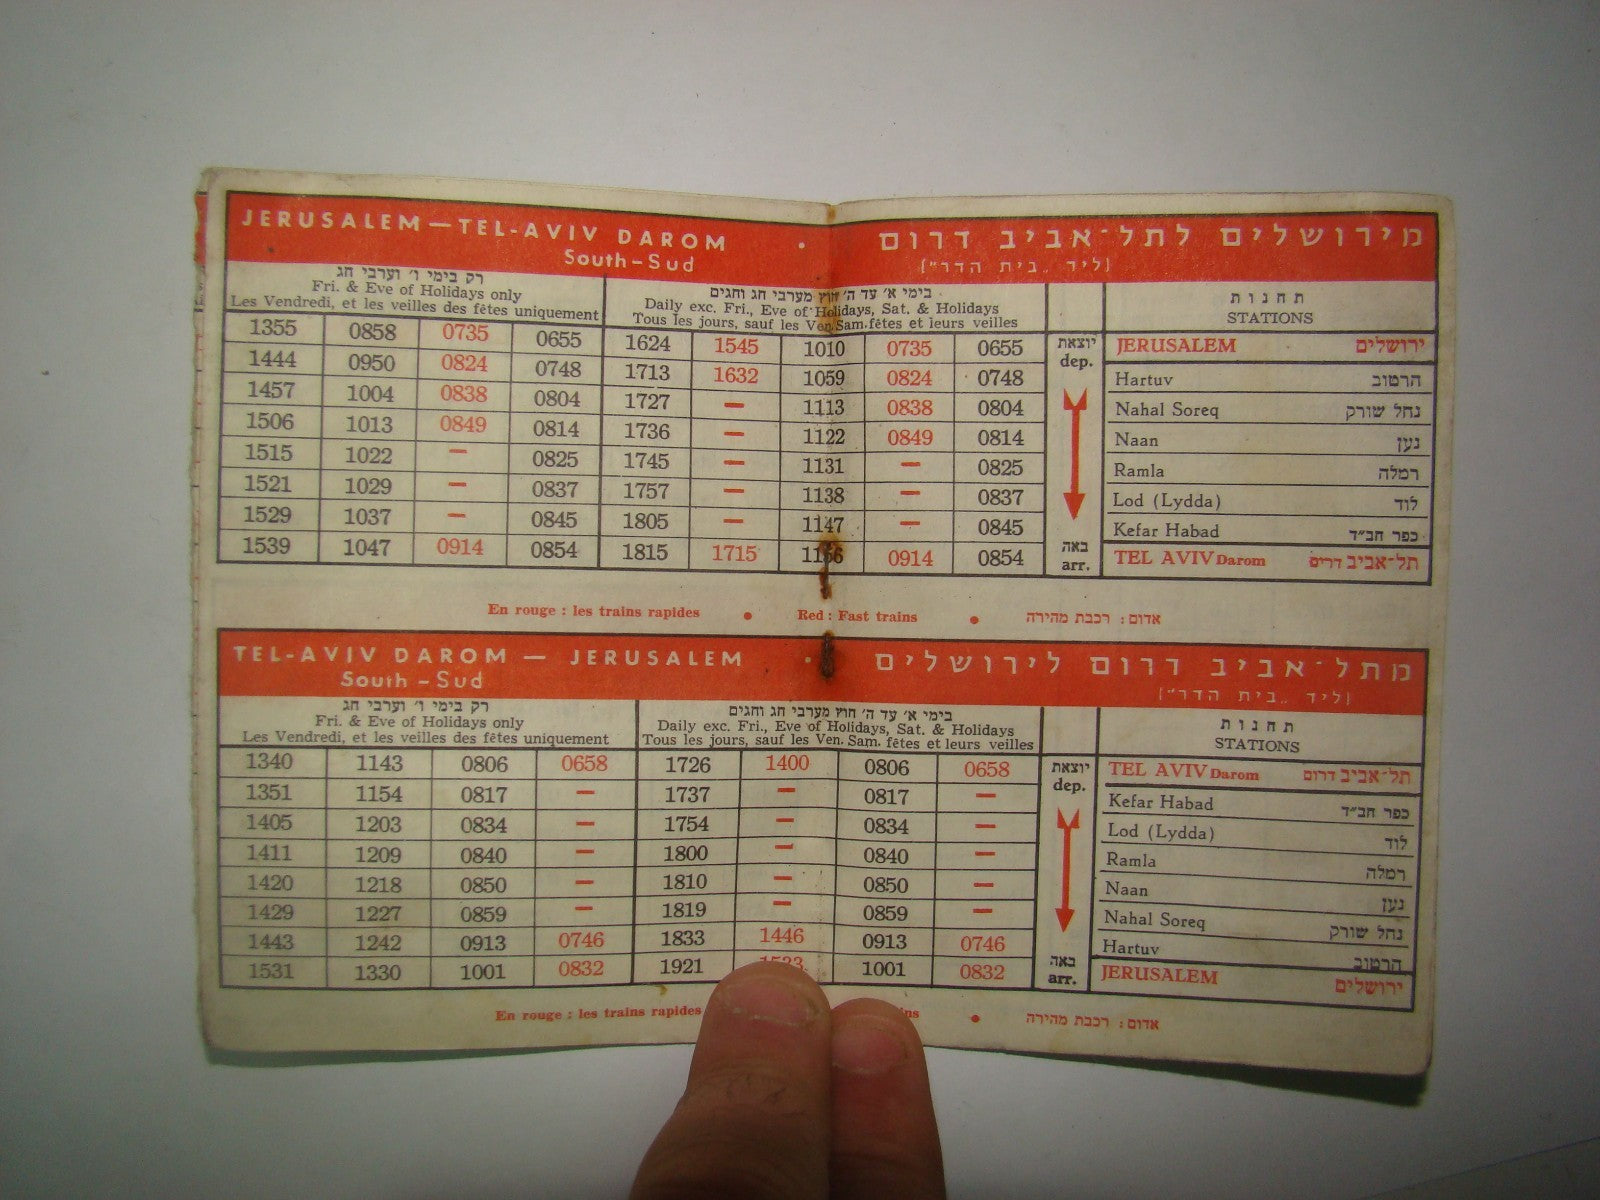 JERUSALEM — TEL-AVIV DAROM • מירושלים לתל־אביב דרום
South – Sud (ליד „בית הדר”)
רק בימי ו' וערבי חג
Fri. & Eve of Holidays only
Les Vendredi, et les veilles des fêtes uniquement
בימי א' עד ה' חוץ מערבי חג וחגים
Daily exc. Fri., Eve of Holidays, Sat. & Holidays
Tous les jours, sauf les Ven. Sam. fêtes et leurs veilles
תחנות
STATIONS
1355 0858 0735 0655 1624 1545 1010 0735 0655 יוצאת dep. JERUSALEM ירושלים
1444 0950 0824 0748 1713 1632 1059 0824 0748 Hartuv הרטוב
1457 1004 0838 0804 1727 — 1113 0838 0804 Nahal Soreq נחל שורק
1506 1013 0849 0814 1736 — 1122 0849 0814 Naan נען
1515 1022 — 0825 1745 — 1131 — 0825 Ramla רמלה
1521 1029 — 0837 1757 — 1138 — 0837 Lod (Lydda) לוד
1529 1037 — 0845 1805 — 1147 — 0845 Kefar Habad כפר חב״ד
1539 1047 0914 0854 1815 1715 1156 0914 0854 באה arr. TEL AVIV Darom תל־אביב דרום
En rouge : les trains rapides • Red : Fast trains • אדום : רכבת מהירה
TEL-AVIV DAROM — JERUSALEM • מתל־אביב דרום לירושלים
South – Sud (ליד „בית הדר”)
רק בימי ו' וערבי חג
Fri. & Eve of Holidays only
Les Vendredi, et les veilles des fêtes uniquement
בימי א' עד ה' חוץ מערבי חג וחגים
Daily exc. Fri., Eve of Holidays, Sat. & Holidays
Tous les jours, sauf les Ven. Sam. fêtes et leurs veilles
תחנות
STATIONS
1340 1143 0806 0658 1726 1400 0806 0658 יוצאת dep. TEL AVIV Darom תל־אביב דרום
1351 1154 0817 — 1737 — 0817 — Kefar Habad כפר חב״ד
1405 1203 0834 — 1754 — 0834 — Lod (Lydda) לוד
1411 1209 0840 — 1800 — 0840 — Ramla רמלה
1420 1218 0850 — 1810 — 0850 — Naan נען
1429 1227 0859 — 1819 — 0859 — Nahal Soreq נחל שורק
1443 1242 0913 0746 1833 1446 0913 0746 Hartuv הרטוב
1531 1330 1001 0832 1921 1533 1001 0832 באה arr. JERUSALEM ירושלים
En rouge : les trains rapides • אדום : רכבת מהירה